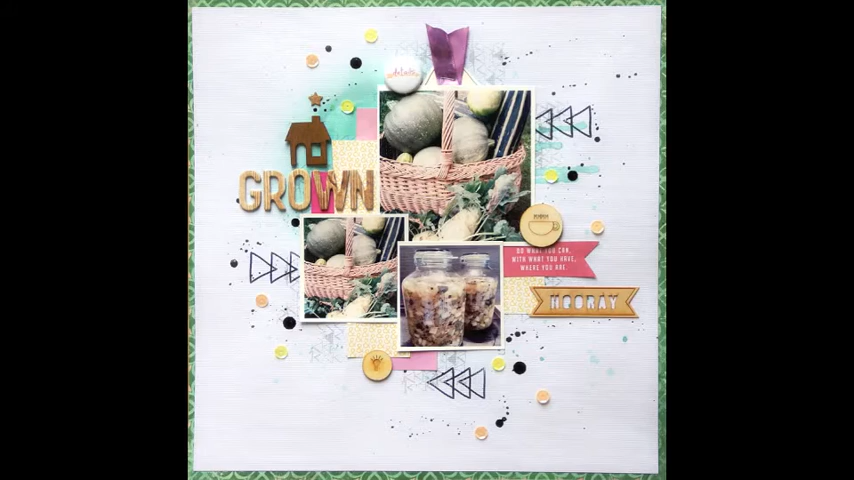 GROWN
DO WHAT YOU CAN,
WITH WHAT YOU HAVE,
WHERE YOU ARE.
HOORAY